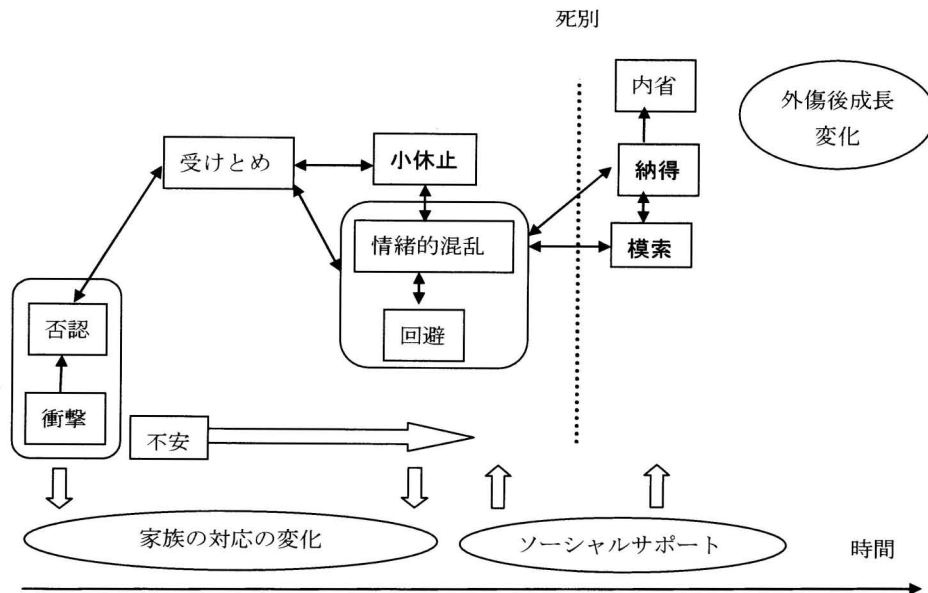 死別
内省
外傷後成長
変化
受けとめ
小休止
納得
情緒的混乱
模索
否認
回避
衝撃
不安
家族の対応の変化
ソーシャルサポート
時間